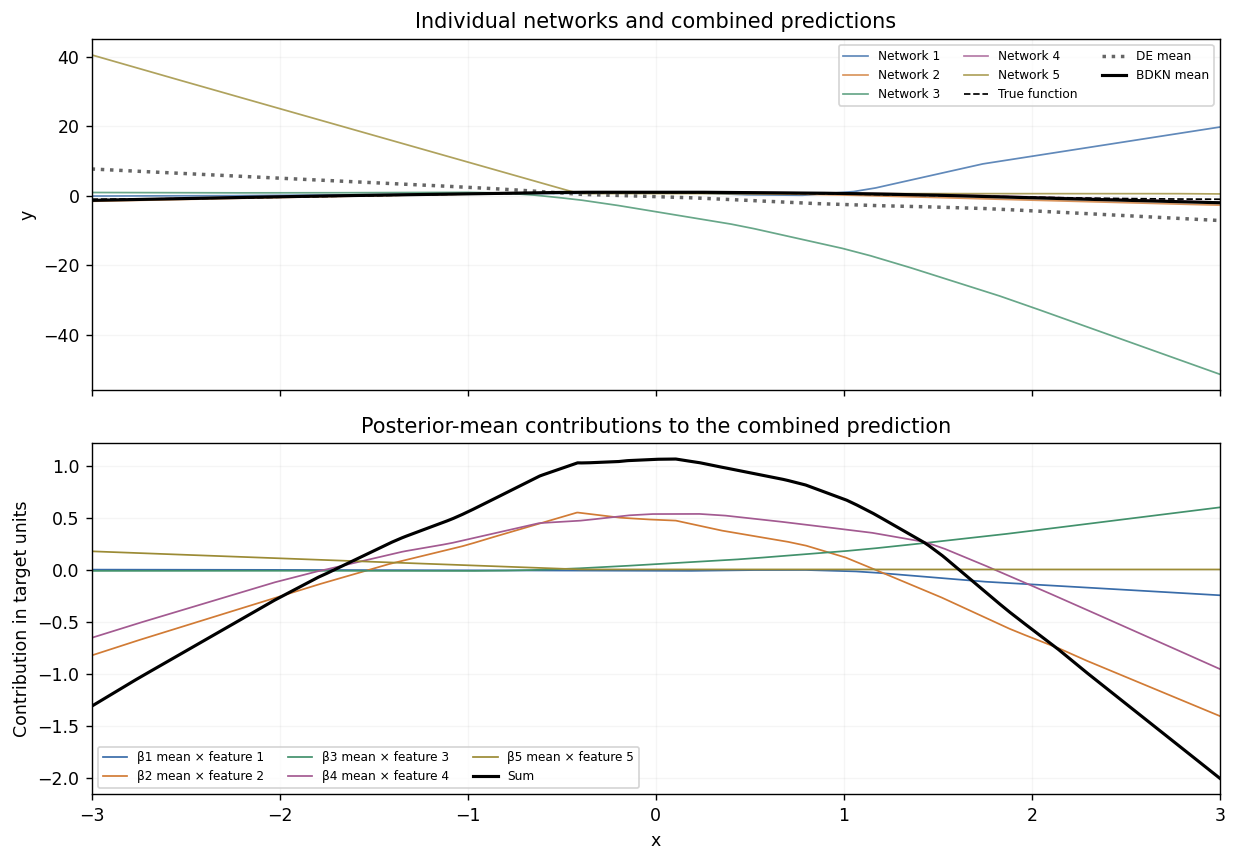 Individual networks and combined predictions
Network 1 Network 4 DE mean
Network 2 Network 5 BDKN mean
Network 3 True function
40
20
0
−20
−40
y
Posterior-mean contributions to the combined prediction
1.0
0.5
0.0
−0.5
−1.0
−1.5
−2.0
Contribution in target units
β1 mean × feature 1 β3 mean × feature 3 β5 mean × feature 5
β2 mean × feature 2 β4 mean × feature 4 Sum
−3 −2 −1 0 1 2 3
x